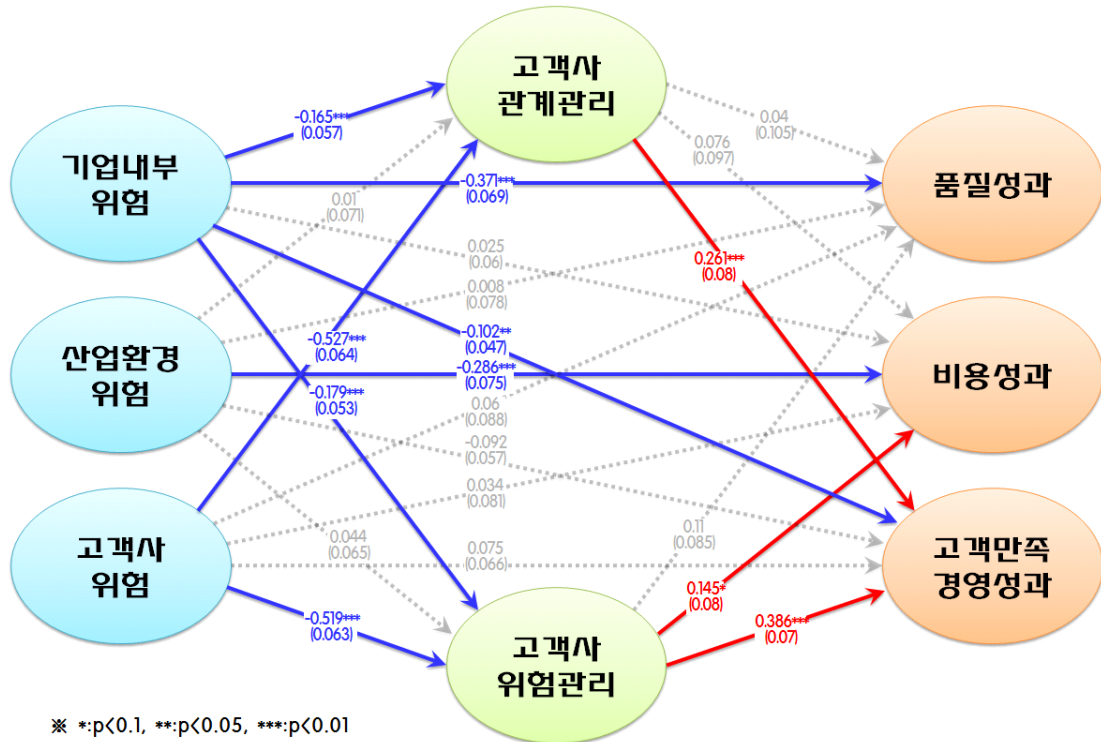 고객사
관계관리
-0.165***
(0.057)
0.04
(0.105)
0.076
(0.097)
기업내부
위험
-0.371***
(0.069)
품질성과
0.01
(0.071)
0.025
(0.06)
0.261***
(0.08)
0.008
(0.078)
산업환경
위험
-0.527***
(0.064)
-0.102**
(0.047)
-0.286***
(0.075)
비용성과
-0.179***
(0.053)
0.06
(0.088)
-0.092
(0.057)
0.034
(0.081)
고객사
위험
0.044
(0.065)
0.075
(0.066)
0.11
(0.085)
고객만족
경영성과
-0.519***
(0.063)
0.145*
(0.08)
0.386***
(0.07)
고객사
위험관리
※ *:p<0.1, **:p<0.05, ***:p<0.01